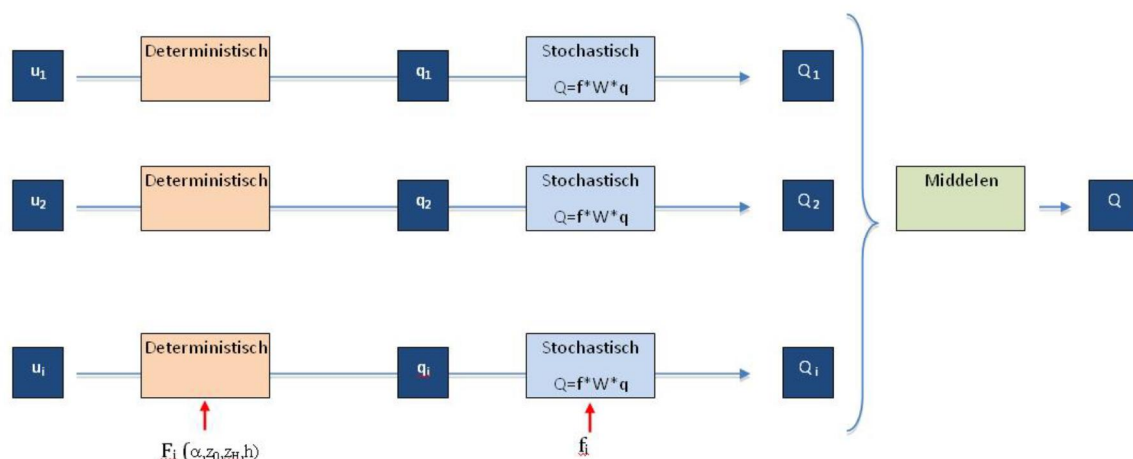 u₁
Deterministisch
q₁
Stochastisch
Q=f*W*q
Q₁
u₂
Deterministisch
q₂
Stochastisch
Q=f*W*q
Q₂
Middelen
Q
uᵢ
Deterministisch
qᵢ
Stochastisch
Q=f*W*q
Qᵢ
Fᵢ (α,z₀,z_H,h)
fᵢ